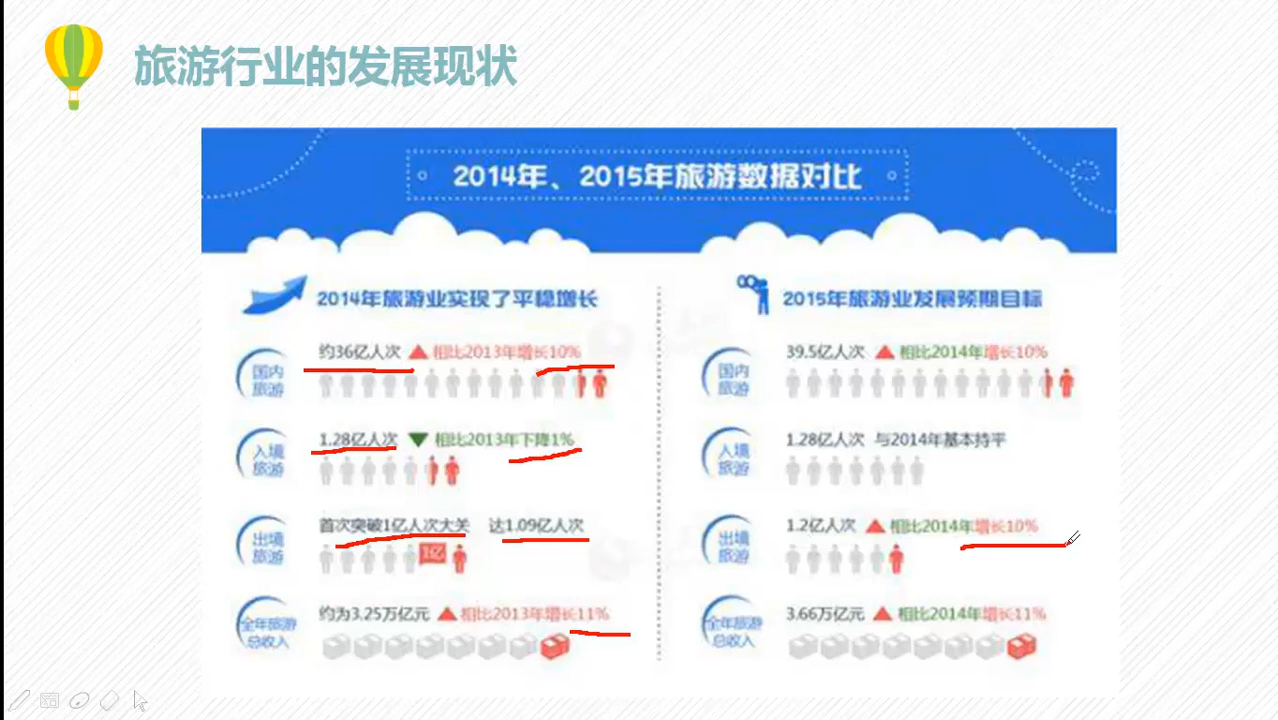 旅游行业的发展现状
2014年、2015年旅游数据对比
2014年旅游业实现了平稳增长
国内
旅游
约36亿人次 相比2013年增长10%
入境
旅游
1.28亿人次 相比2013年下降1%
出境
旅游
首次突破1亿人次大关 达1.09亿人次
1亿
全年旅游
总收入
约为3.25万亿元 相比2013年增长11%
2015年旅游业发展预期目标
国内
旅游
39.5亿人次 相比2014年增长10%
入境
旅游
1.28亿人次 与2014年基本持平
出境
旅游
1.2亿人次 相比2014年增长10%
全年旅游
总收入
3.66万亿元 相比2014年增长11%